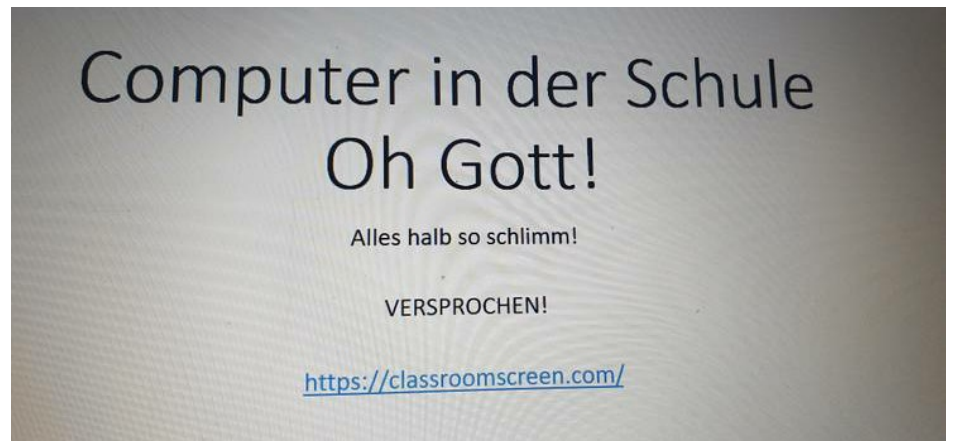 Computer in der Schule
Oh Gott!
Alles halb so schlimm!
VERSPROCHEN!
https://classroomscreen.com/